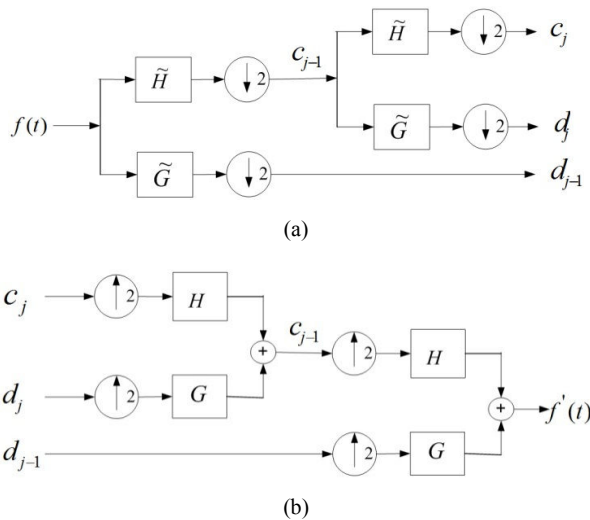 H̃ ↓ 2 c_j
c_{j-1}
H̃ ↓ 2
f(t)
G̃ ↓ 2 d_j
G̃ ↓ 2 d_{j-1}
(a)
c_j ↑ 2 H
c_{j-1} ↑ 2 H
+
d_j ↑ 2 G
+ f'(t)
d_{j-1} ↑ 2 G
(b)